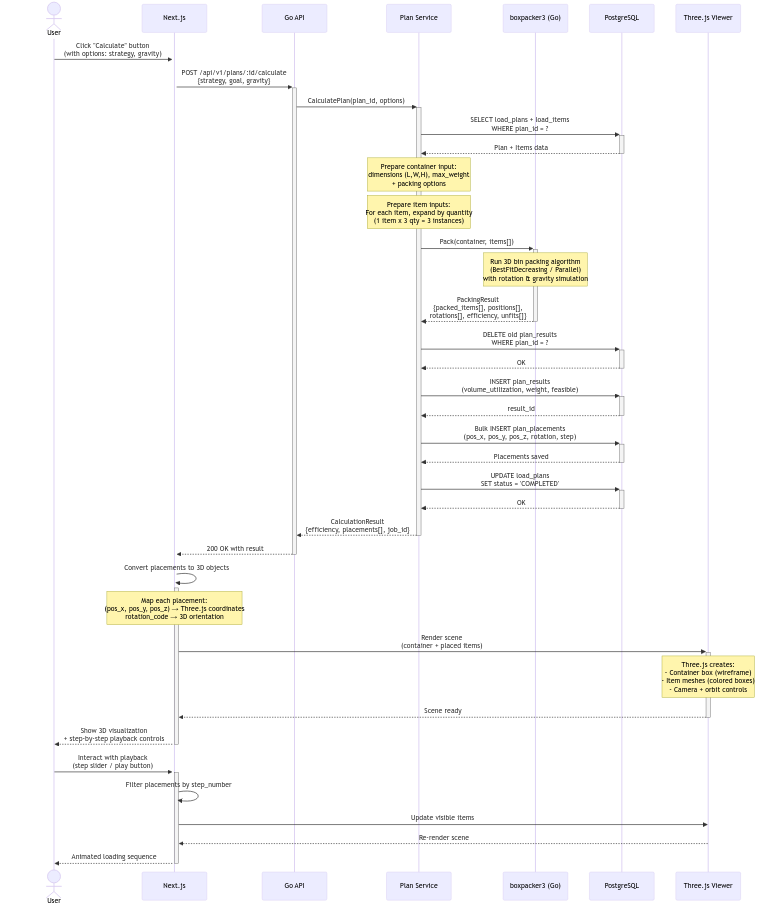 Next.js
Go API
Plan Service
boxpacker3 (Go)
PostgreSQL
Three.js Viewer
User
Click "Calculate" button
(with options: strategy, gravity)
POST /api/v1/plans/:id/calculate
{strategy, goal, gravity}
CalculatePlan(plan_id, options)
SELECT load_plans + load_items
WHERE plan_id = ?
Plan + Items data
Prepare container input:
dimensions (L,W,H), max_weight
+ packing options
Prepare item inputs:
For each item, expand by quantity
(1 item x 3 qty = 3 instances)
Pack(container, items[])
Run 3D bin packing algorithm
(BestFitDecreasing / Parallel)
with rotation & gravity simulation
PackingResult
{packed_items[], positions[],
rotations[], efficiency, unfits[]}
DELETE old plan_results
WHERE plan_id = ?
OK
INSERT plan_results
(volume_utilization, weight, feasible)
result_id
Bulk INSERT plan_placements
(pos_x, pos_y, pos_z, rotation, step)
Placements saved
UPDATE load_plans
SET status = 'COMPLETED'
OK
CalculationResult
{efficiency, placements[], job_id}
200 OK with result
Convert placements to 3D objects
Map each placement:
(pos_x, pos_y, pos_z) → Three.js coordinates
rotation_code → 3D orientation
Render scene
(container + placed items)
Three.js creates:
- Container box (wireframe)
- Item meshes (colored boxes)
- Camera + orbit controls
Scene ready
Show 3D visualization
+ step-by-step playback controls
Interact with playback
(step slider / play button)
Filter placements by step_number
Update visible items
Re-render scene
Animated loading sequence
Next.js
Go API
Plan Service
boxpacker3 (Go)
PostgreSQL
Three.js Viewer
User